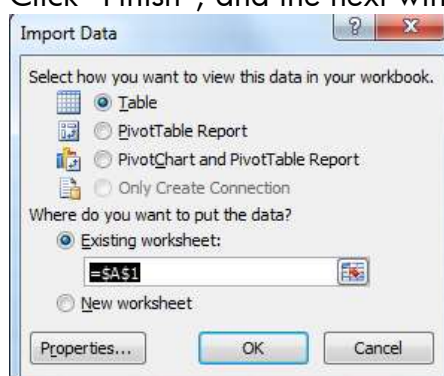 Click "Finish", and the next win
Import Data
Select how you want to view this data in your workbook.
Table
PivotTable Report
PivotChart and PivotTable Report
Only Create Connection
Where do you want to put the data?
Existing worksheet:
=$A$1
New worksheet
Properties... OK Cancel